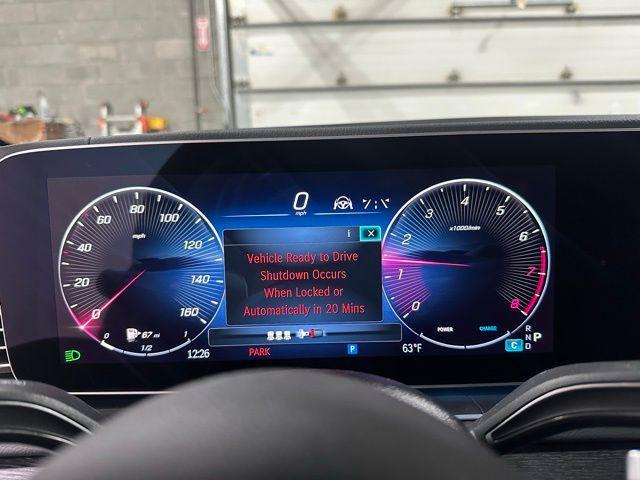 0
mph
i
Vehicle Ready to Drive
Shutdown Occurs
When Locked or
Automatically in 20 Mins
0
20
40
60
80
100
120
140
160
mph
67 mi
0
1/2
1
12:26
PARK
P
63°F
0
1
2
3
4
5
6
7
8
x1000/min
POWER
CHARGE
R
N P
C D